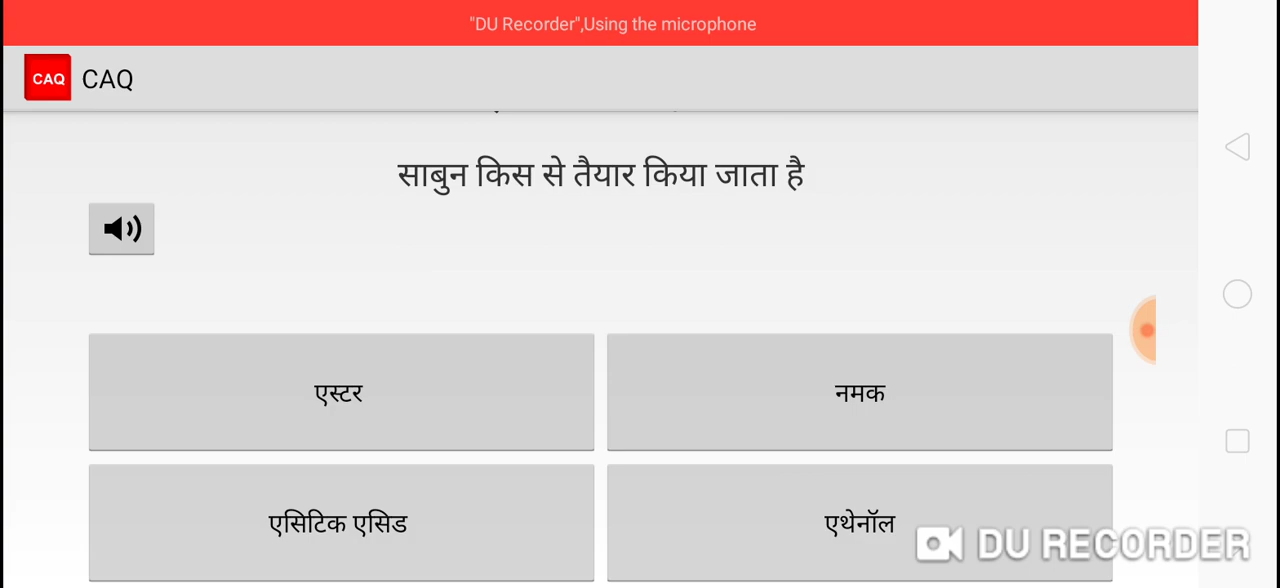 "DU Recorder",Using the microphone
CAQ CAQ
साबुन किस से तैयार किया जाता है
एस्टर
नमक
एसिटिक एसिड
एथेनॉल
DU RECORDER